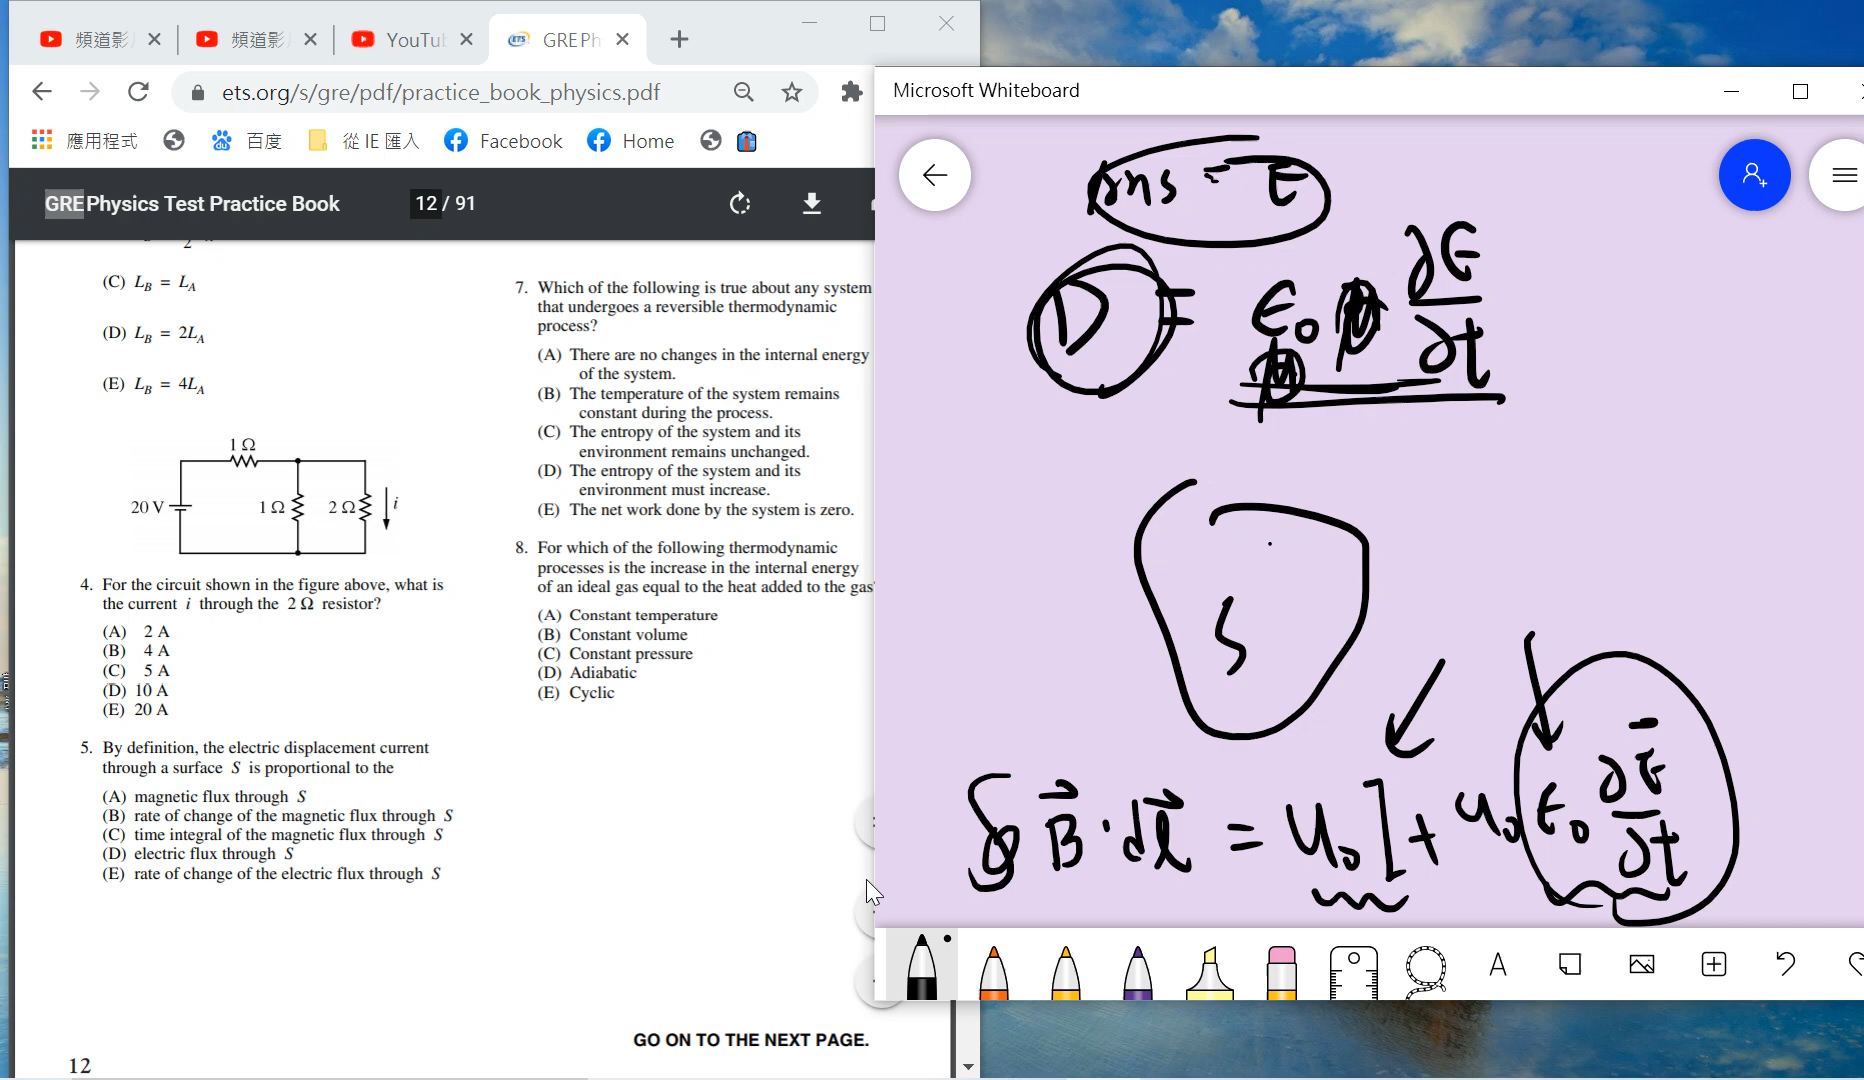 頻道影
頻道影
YouTu
GRE Ph
ets.org/s/gre/pdf/practice_book_physics.pdf
應用程式
百度
從 IE 匯入
Facebook
Home
GRE Physics Test Practice Book
12 / 91
2
(C) L_B = L_A
(D) L_B = 2L_A
(E) L_B = 4L_A
1 Ω
20 V
1 Ω
2 Ω
i
4. For the circuit shown in the figure above, what is
the current i through the 2 Ω resistor?
(A) 2 A
(B) 4 A
(C) 5 A
(D) 10 A
(E) 20 A
5. By definition, the electric displacement current
through a surface S is proportional to the
(A) magnetic flux through S
(B) rate of change of the magnetic flux through S
(C) time integral of the magnetic flux through S
(D) electric flux through S
(E) rate of change of the electric flux through S
7. Which of the following is true about any system
that undergoes a reversible thermodynamic
process?
(A) There are no changes in the internal energy
of the system.
(B) The temperature of the system remains
constant during the process.
(C) The entropy of the system and its
environment remains unchanged.
(D) The entropy of the system and its
environment must increase.
(E) The net work done by the system is zero.
8. For which of the following thermodynamic
processes is the increase in the internal energy
of an ideal gas equal to the heat added to the gas
(A) Constant temperature
(B) Constant volume
(C) Constant pressure
(D) Adiabatic
(E) Cyclic
GO ON TO THE NEXT PAGE.
12
Microsoft Whiteboard
D = ε₀ ∂E/∂t
S
∮ B⃗ · dℓ⃗ = μ₀ I + μ₀ ε₀ ∂E/∂t